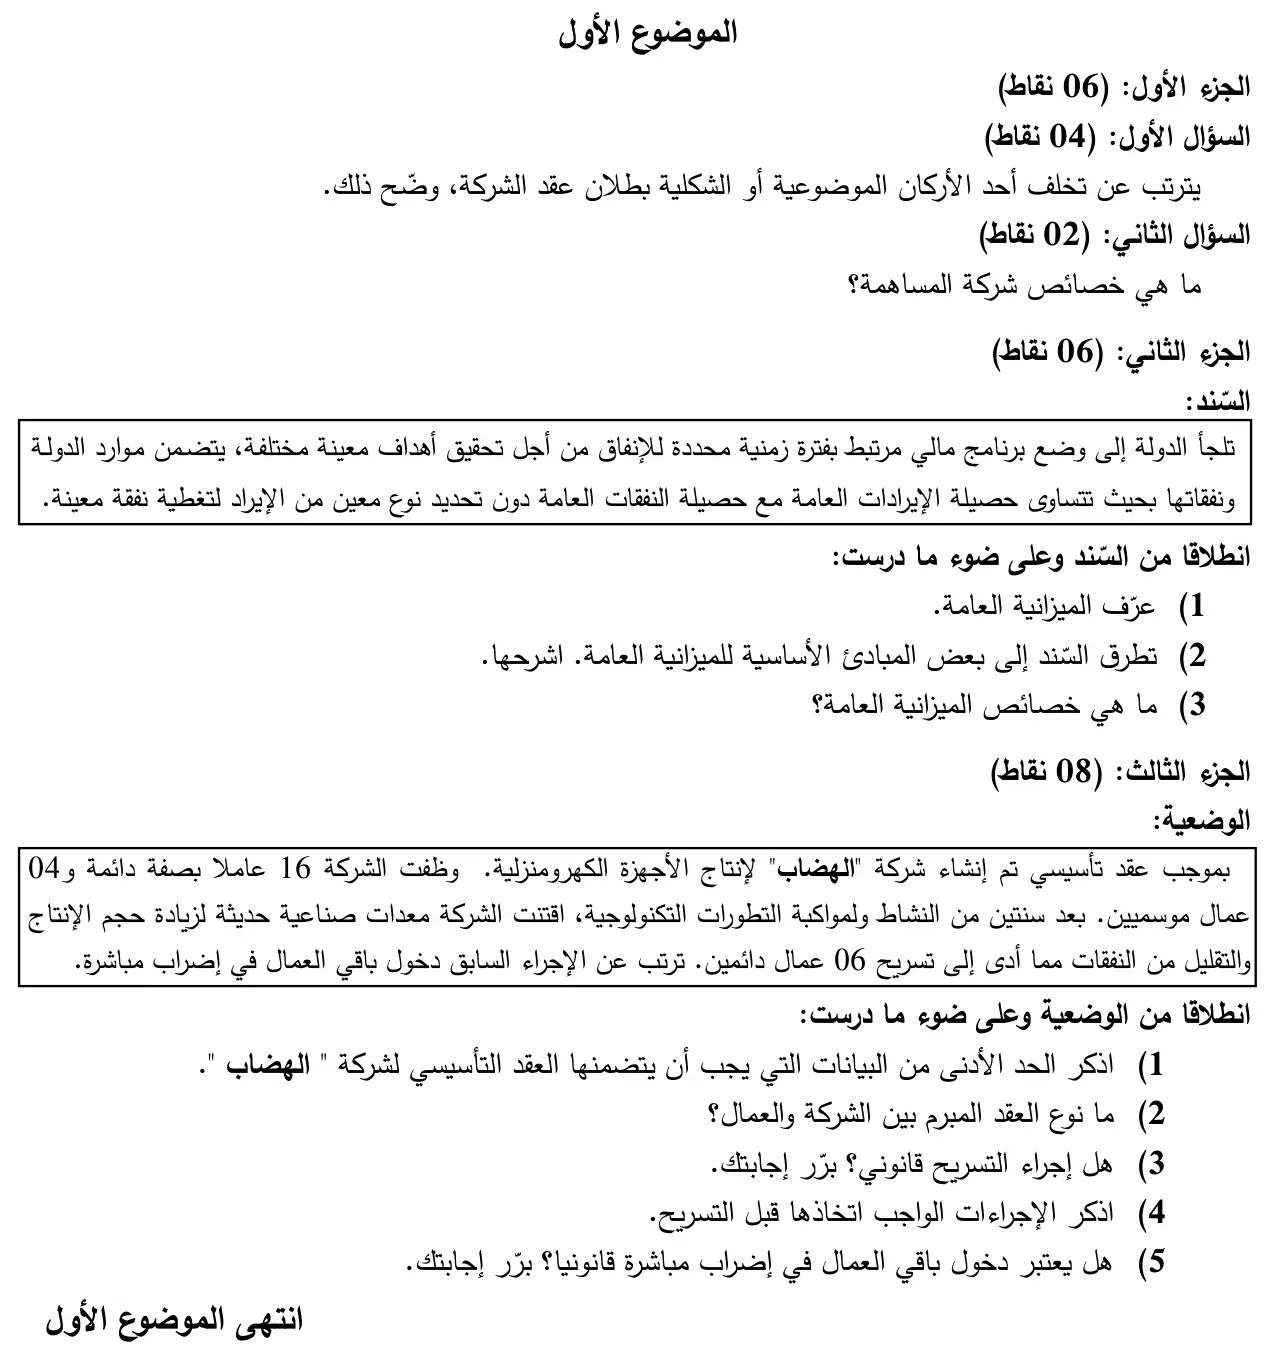 الموضوع الأول
الجزء الأول: (06 نقاط)
السؤال الأول: (04 نقاط)
يترتب عن تخلف أحد الأركان الموضوعية أو الشكلية بطلان عقد الشركة، وضّح ذلك.
السؤال الثاني: (02 نقاط)
ما هي خصائص شركة المساهمة؟
الجزء الثاني: (06 نقاط)
السّند:
تلجأ الدولة إلى وضع برنامج مالي مرتبط بفترة زمنية محددة للإنفاق من أجل تحقيق أهداف معينة مختلفة، يتضمن موارد الدولة
ونفقاتها بحيث تتساوى حصيلة الإيرادات العامة مع حصيلة النفقات العامة دون تحديد نوع معين من الإيراد لتغطية نفقة معينة.
انطلاقا من السّند وعلى ضوء ما درست:
1) عرّف الميزانية العامة.
2) تطرق السّند إلى بعض المبادئ الأساسية للميزانية العامة. اشرحها.
3) ما هي خصائص الميزانية العامة؟
الجزء الثالث: (08 نقاط)
الوضعية:
بموجب عقد تأسيسي تم إنشاء شركة "الهضاب" لإنتاج الأجهزة الكهرومنزلية. وظفت الشركة 16 عاملا بصفة دائمة و04
عمال موسميين. بعد سنتين من النشاط ولمواكبة التطورات التكنولوجية، اقتنت الشركة معدات صناعية حديثة لزيادة حجم الإنتاج
والتقليل من النفقات مما أدى إلى تسريح 06 عمال دائمين. ترتب عن الإجراء السابق دخول باقي العمال في إضراب مباشرة.
انطلاقا من الوضعية وعلى ضوء ما درست:
1) اذكر الحد الأدنى من البيانات التي يجب أن يتضمنها العقد التأسيسي لشركة " الهضاب ".
2) ما نوع العقد المبرم بين الشركة والعمال؟
3) هل إجراء التسريح قانوني؟ برّر إجابتك.
4) اذكر الإجراءات الواجب اتخاذها قبل التسريح.
5) هل يعتبر دخول باقي العمال في إضراب مباشرة قانونيا؟ برّر إجابتك.
انتهى الموضوع الأول